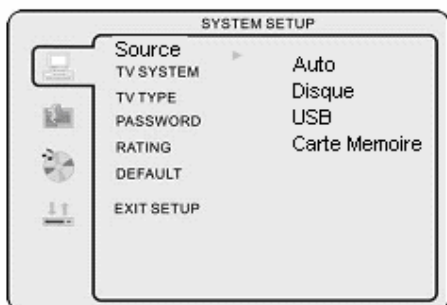 SYSTEM SETUP
Source
TV SYSTEM
TV TYPE
PASSWORD
RATING
DEFAULT
EXIT SETUP
Auto
Disque
USB
Carte Memoire